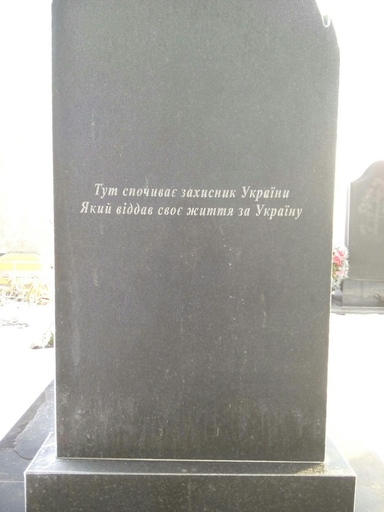 Тут спочиває захисник України
Який віддав своє життя за Україну